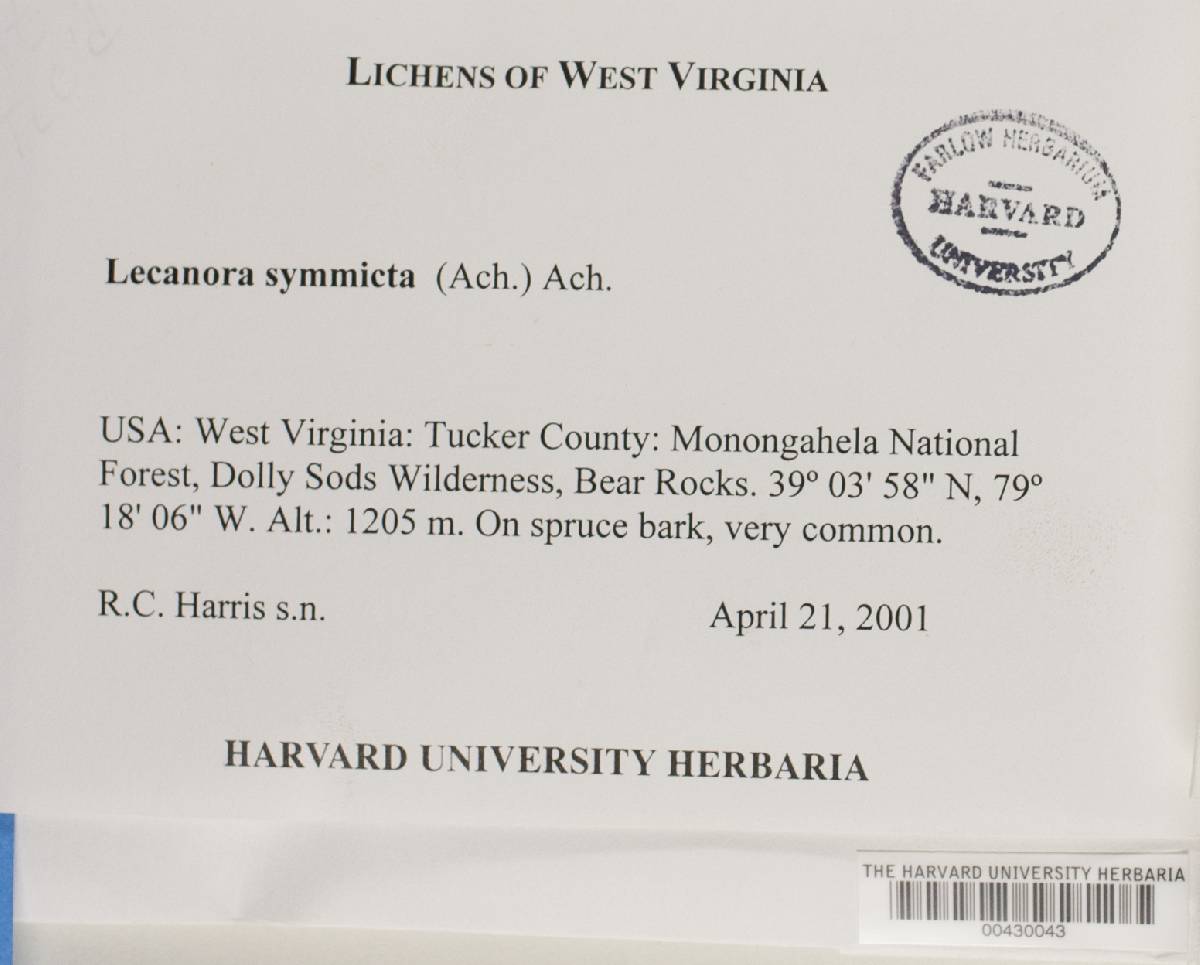 LICHENS OF WEST VIRGINIA
FARLOW HERBARIUM
HARVARD
UNIVERSITY
Lecanora symmicta (Ach.) Ach.
USA: West Virginia: Tucker County: Monongahela National
Forest, Dolly Sods Wilderness, Bear Rocks. 39º 03' 58" N, 79º
18' 06" W. Alt.: 1205 m. On spruce bark, very common.
R.C. Harris s.n.
April 21, 2001
HARVARD UNIVERSITY HERBARIA
THE HARVARD UNIVERSITY HERBARIA
00430043